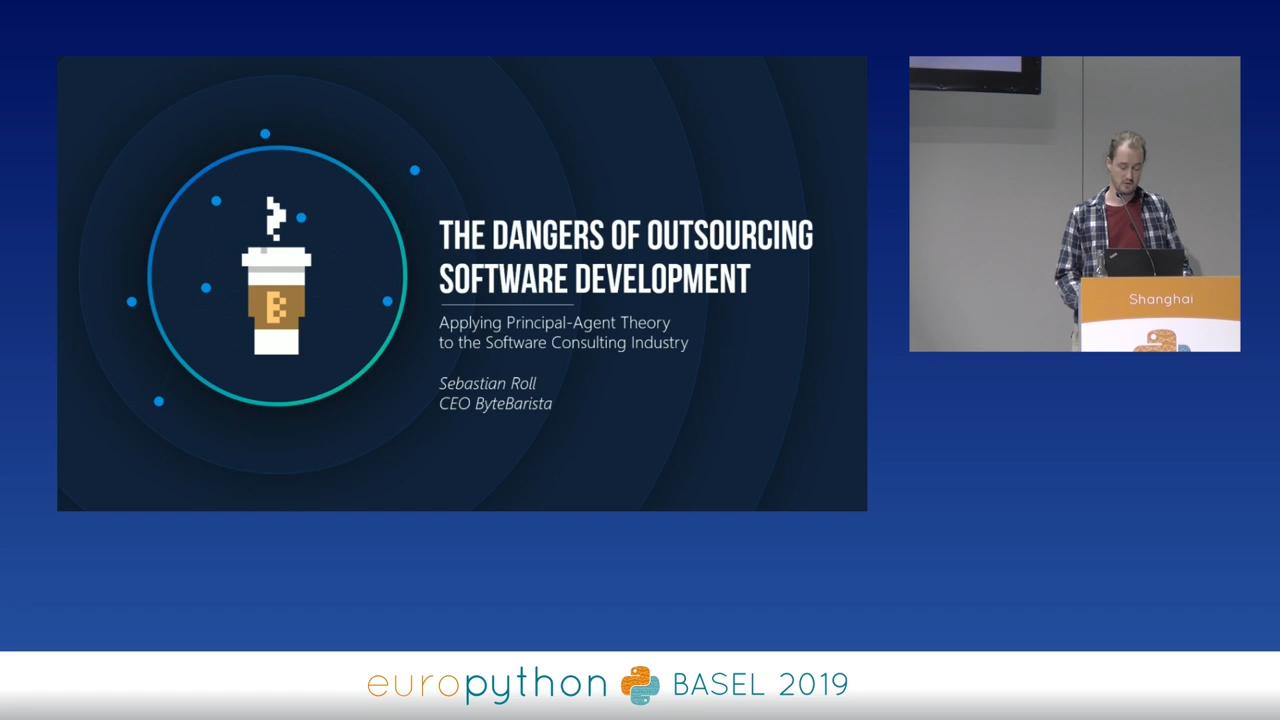 THE DANGERS OF OUTSOURCING
SOFTWARE DEVELOPMENT
Applying Principal-Agent Theory
to the Software Consulting Industry
Sebastian Roll
CEO ByteBarista
B
Shanghai
europython BASEL 2019